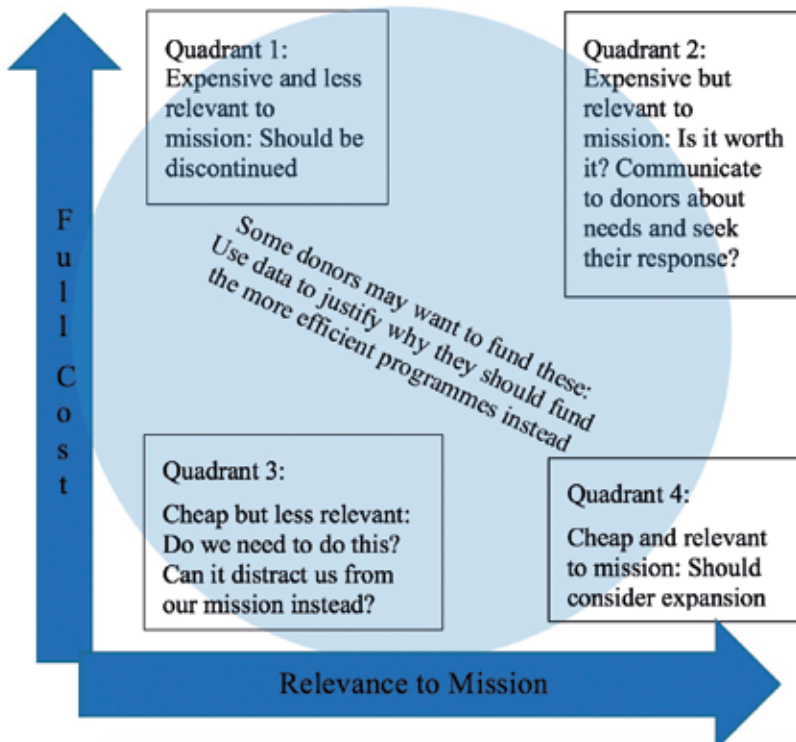 Quadrant 1:
Expensive and less
relevant to
mission: Should be
discontinued
Quadrant 2:
Expensive but
relevant to
mission: Is it worth
it? Communicate
to donors about
needs and seek
their response?
Full Cost
Some donors may want to fund these:
Use data to justify why they should fund
the more efficient programmes instead
Quadrant 3:
Cheap but less relevant:
Do we need to do this?
Can it distract us from
our mission instead?
Quadrant 4:
Cheap and relevant
to mission: Should
consider expansion
Relevance to Mission